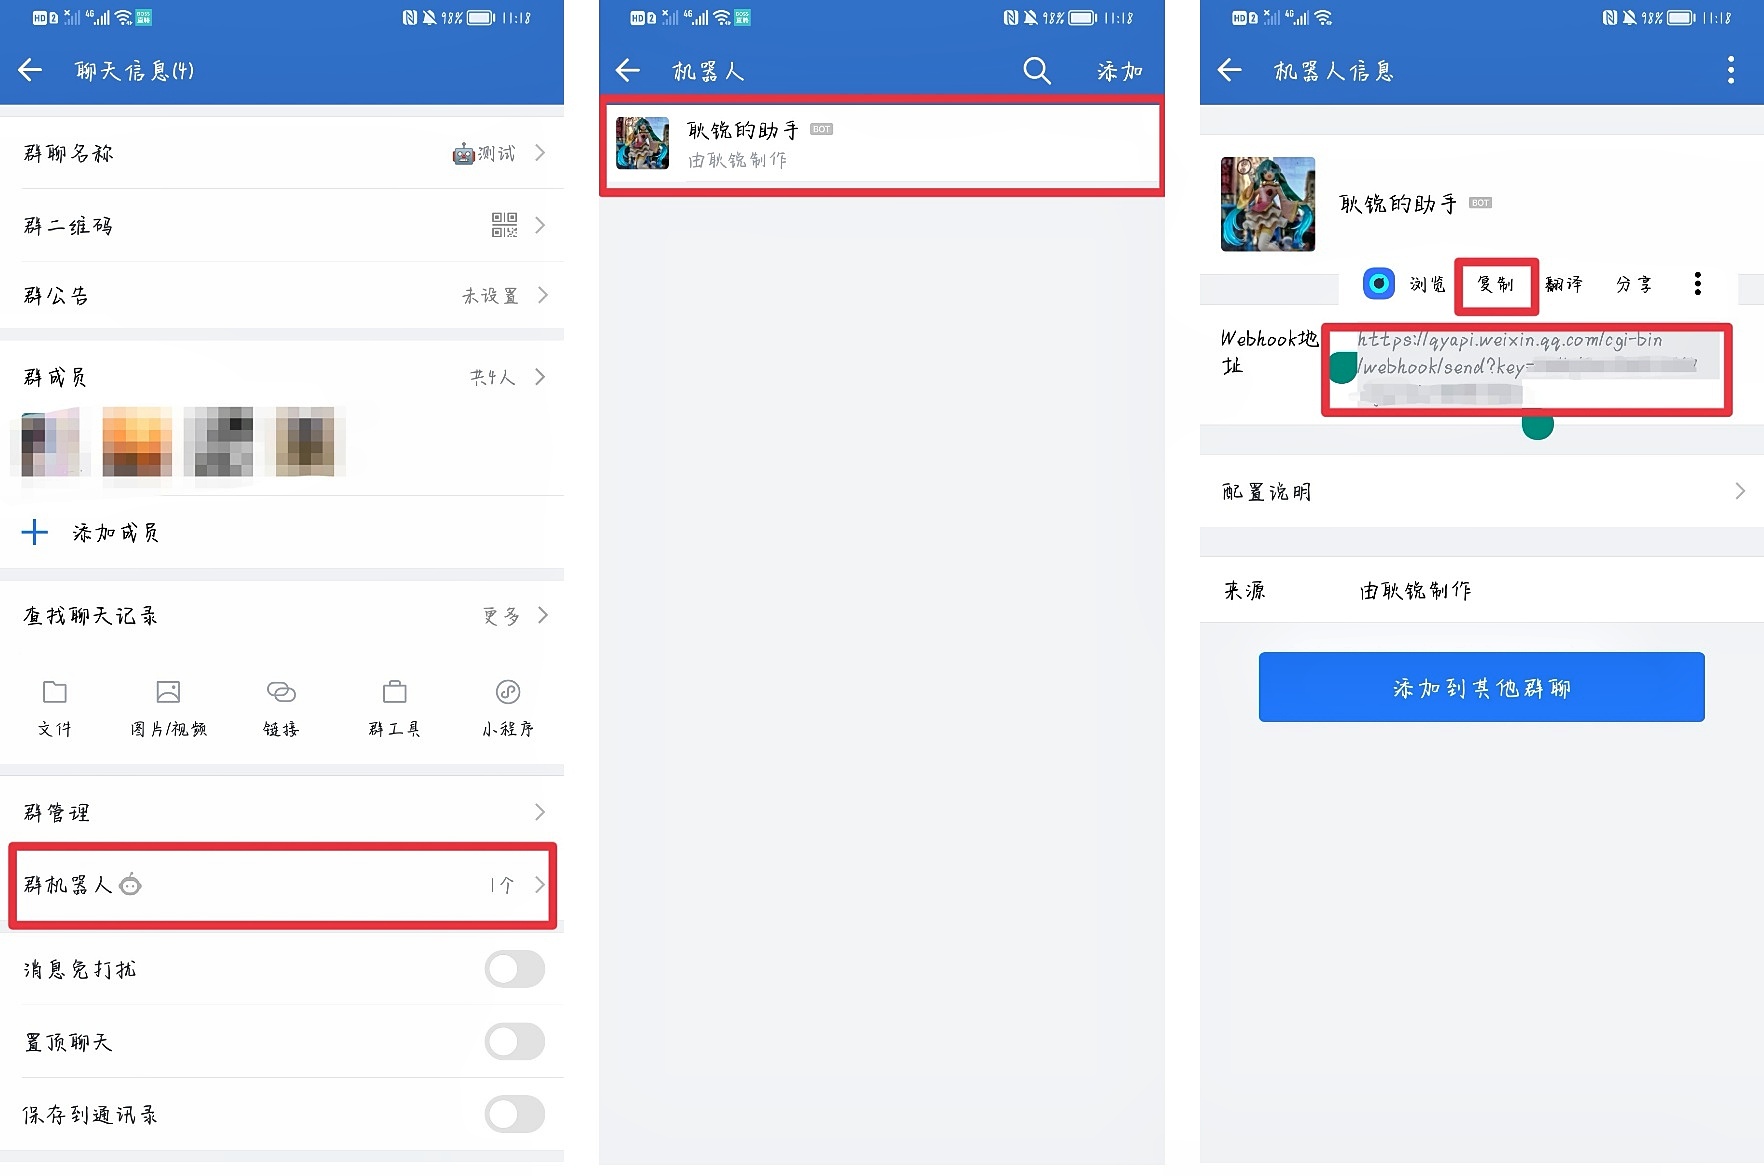 HD 2 4G 98% 11:18
聊天信息(4)
群聊名称 测试
群二维码
群公告 未设置
群成员 共4人
添加成员
查找聊天记录 更多
文件 图片/视频 链接 群工具 小程序
群管理
群机器人 1个
消息免打扰
置顶聊天
保存到通讯录
HD 2 4G 98% 11:18
机器人 添加
耿锐的助手 BOT
由耿锐制作
HD 2 4G 98% 11:18
机器人信息
耿锐的助手 BOT
浏览 复制 翻译 分享
Webhook地址
https://qyapi.weixin.qq.com/cgi-bin
/webhook/send?key=
配置说明
来源 由耿锐制作
添加到其他群聊